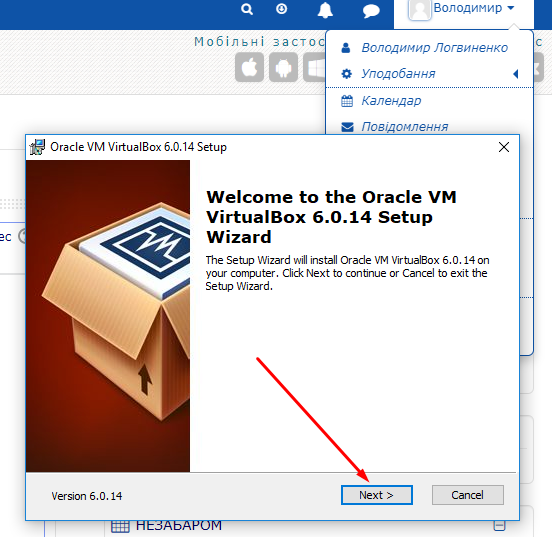 Володимир
Мобільні застос
с
Володимир Логвиненко
Уподобання
Календар
Повідомлення
Oracle VM VirtualBox 6.0.14 Setup
Welcome to the Oracle VM
VirtualBox 6.0.14 Setup
Wizard
The Setup Wizard will install Oracle VM VirtualBox 6.0.14 on
your computer. Click Next to continue or Cancel to exit the
Setup Wizard.
ес
Version 6.0.14
Next >
Cancel
НЕЗАБАРОМ